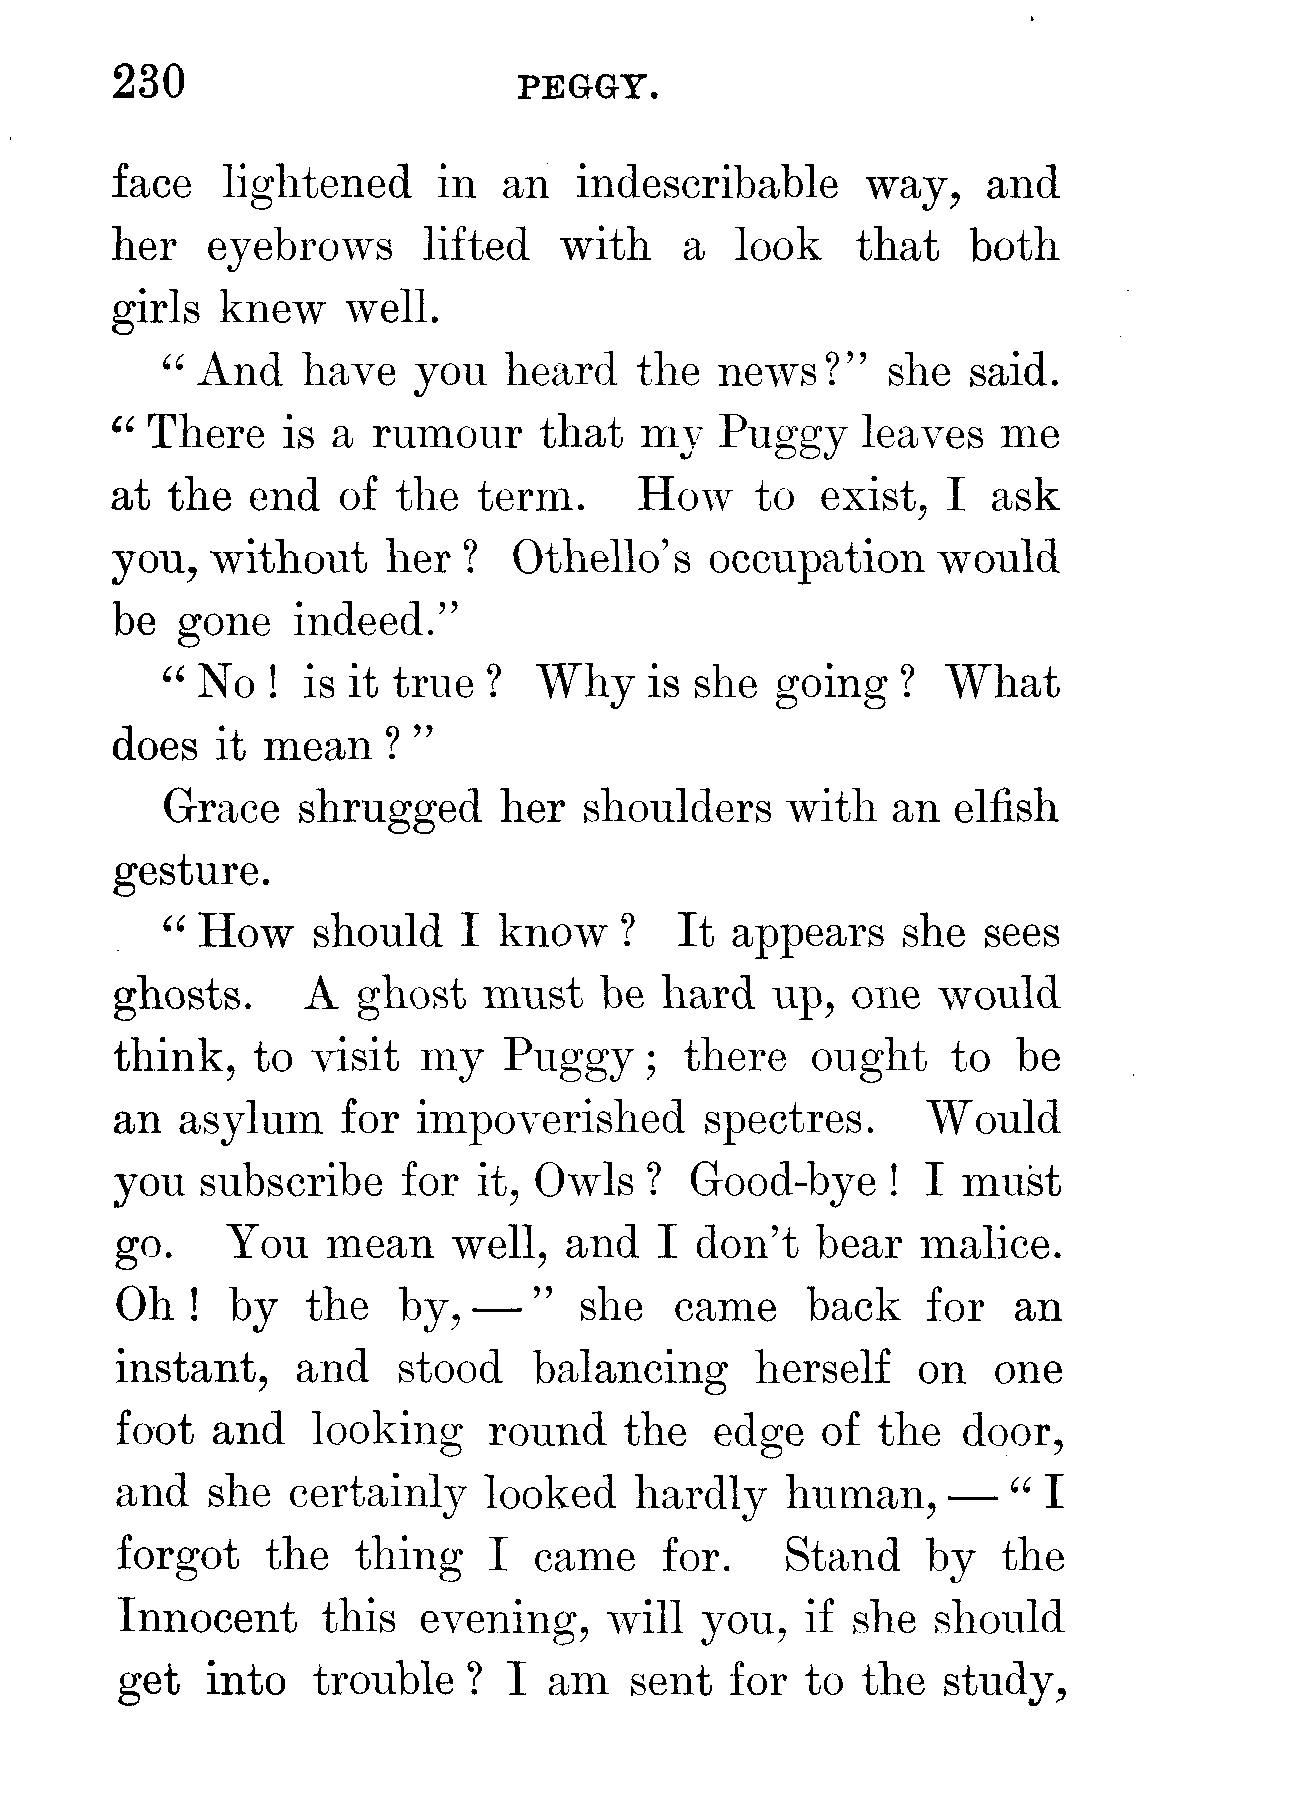 230 PEGGY.
face lightened in an indescribable way, and
her eyebrows lifted with a look that both
girls knew well.
“ And have you heard the news?” she said.
“ There is a rumour that my Puggy leaves me
at the end of the term. How to exist, I ask
you, without her ? Othello’s occupation would
be gone indeed.”
“ No ! is it true ? Why is she going ? What
does it mean ? ”
Grace shrugged her shoulders with an elfish
gesture.
“ How should I know ? It appears she sees
ghosts. A ghost must be hard up, one would
think, to visit my Puggy ; there ought to be
an asylum for impoverished spectres. Would
you subscribe for it, Owls ? Good-bye ! I must
go. You mean well, and I don’t bear malice.
Oh ! by the by, — ” she came back for an
instant, and stood balancing herself on one
foot and looking round the edge of the door,
and she certainly looked hardly human, — “ I
forgot the thing I came for. Stand by the
Innocent this evening, will you, if she should
get into trouble ? I am sent for to the study,